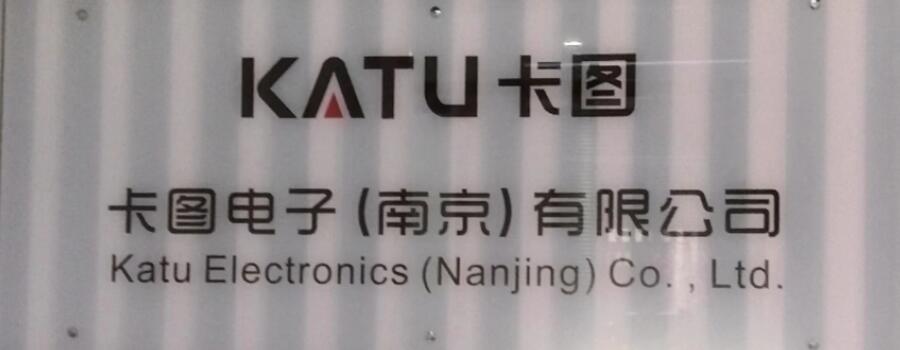 KATU 卡图
卡图电子(南京)有限公司
Katu Electronics (Nanjing) Co. , Ltd.